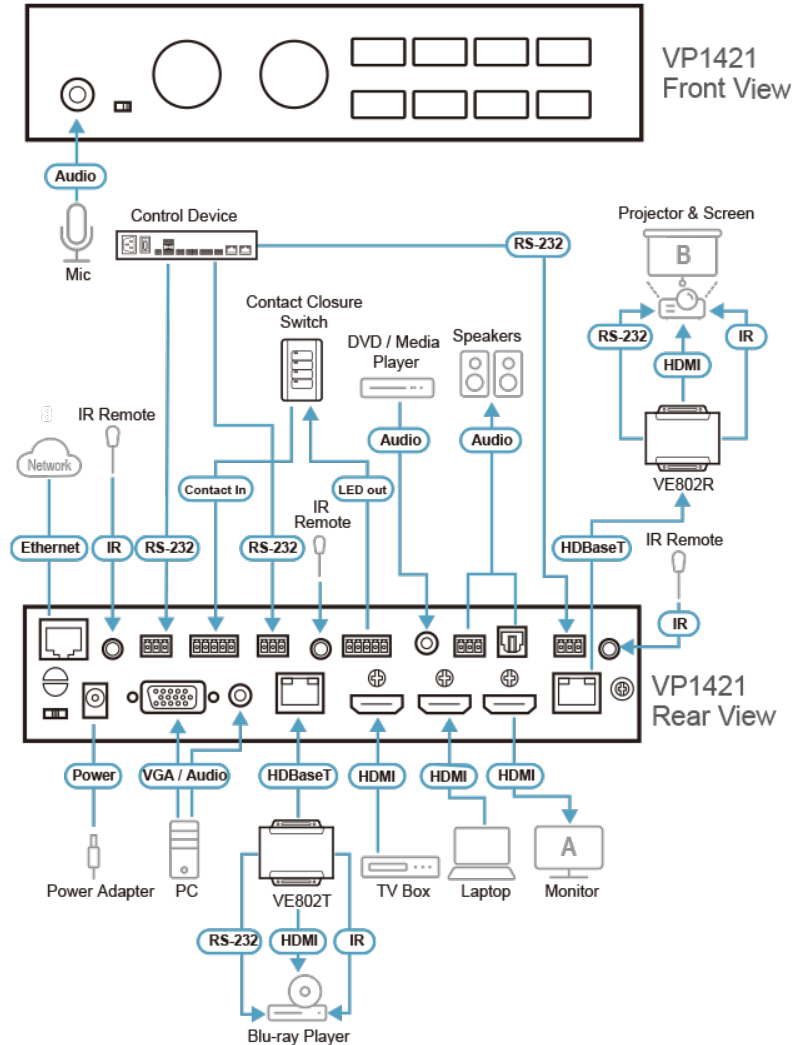 VP1421
Front View
Audio
Mic
Control Device
RS-232
Projector & Screen
B
RS-232
IR
HDMI
VE802R
Contact Closure
Switch
DVD / Media
Player
Speakers
IR Remote
Network
Audio
Audio
Contact In
LED out
IR
Remote
Ethernet
IR
RS-232
RS-232
HDBaseT
IR Remote
IR
VP1421
Rear View
Power
VGA / Audio
HDBaseT
HDMI
HDMI
HDMI
A
Power Adapter
PC
VE802T
TV Box
Laptop
Monitor
RS-232
HDMI
IR
Blu-ray Player